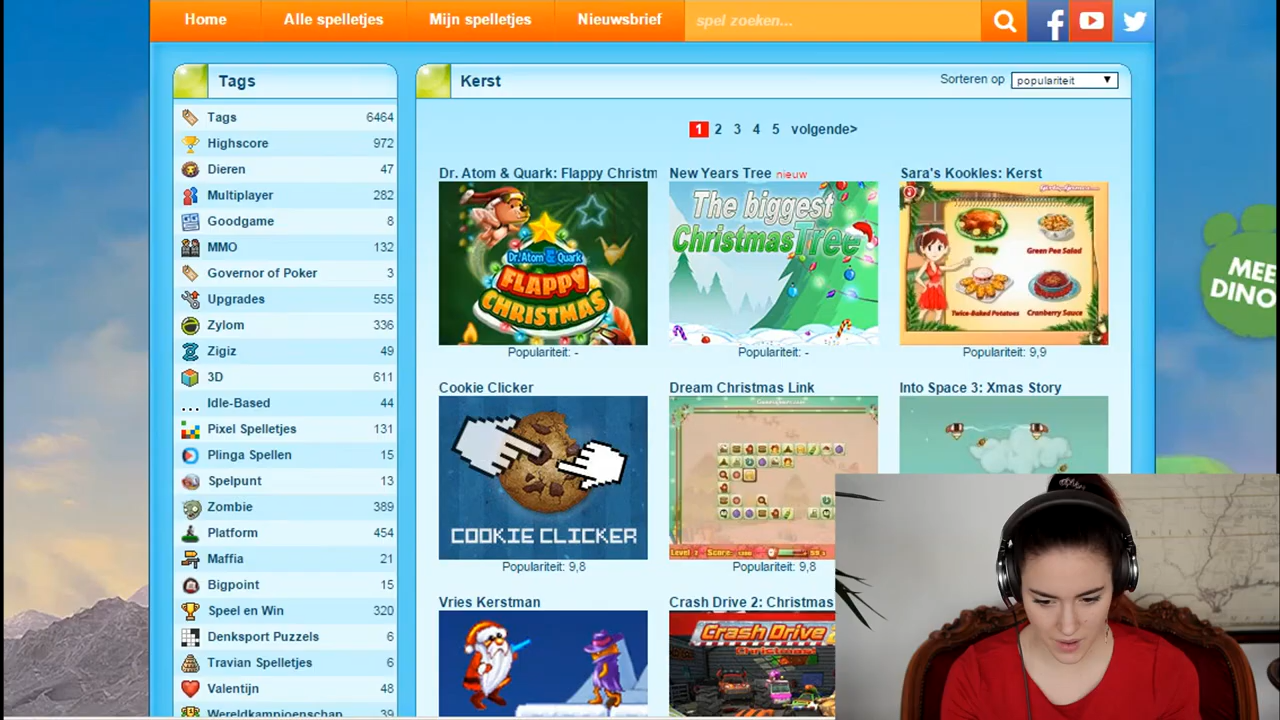 Home
Alle spelletjes
Mijn spelletjes
Nieuwsbrief
spel zoeken...
Tags
Tags 6464
Highscore 972
Dieren 47
Multiplayer 282
Goodgame 8
MMO 132
Governor of Poker 3
Upgrades 555
Zylom 336
Zigiz 49
3D 611
Idle-Based 44
Pixel Spelletjes 131
Plinga Spellen 15
Spelpunt 13
Zombie 389
Platform 454
Maffia 21
Bigpoint 15
Speel en Win 320
Denksport Puzzels 6
Travian Spelletjes 6
Valentijn 48
Wereldkampioenschap 39
Kerst
Sorteren op populariteit
1 2 3 4 5 volgende>
Dr. Atom & Quark: Flappy Christm
Dr. Atom & Quark
FLAPPY
CHRISTMAS
Populariteit: -
New Years Tree nieuw
The biggest
Christmas Tree
Populariteit: -
Sara's Kookles: Kerst
Turkey
Green Pee Salad
Twice-Baked Potatoes
Cranberry Sauce
Populariteit: 9,9
Cookie Clicker
COOKIE CLICKER
Populariteit: 9,8
Dream Christmas Link
Populariteit: 9,8
Into Space 3: Xmas Story
Vries Kerstman
Crash Drive 2: Christmas
Crash Drive
Christmas!
MEE
DINO